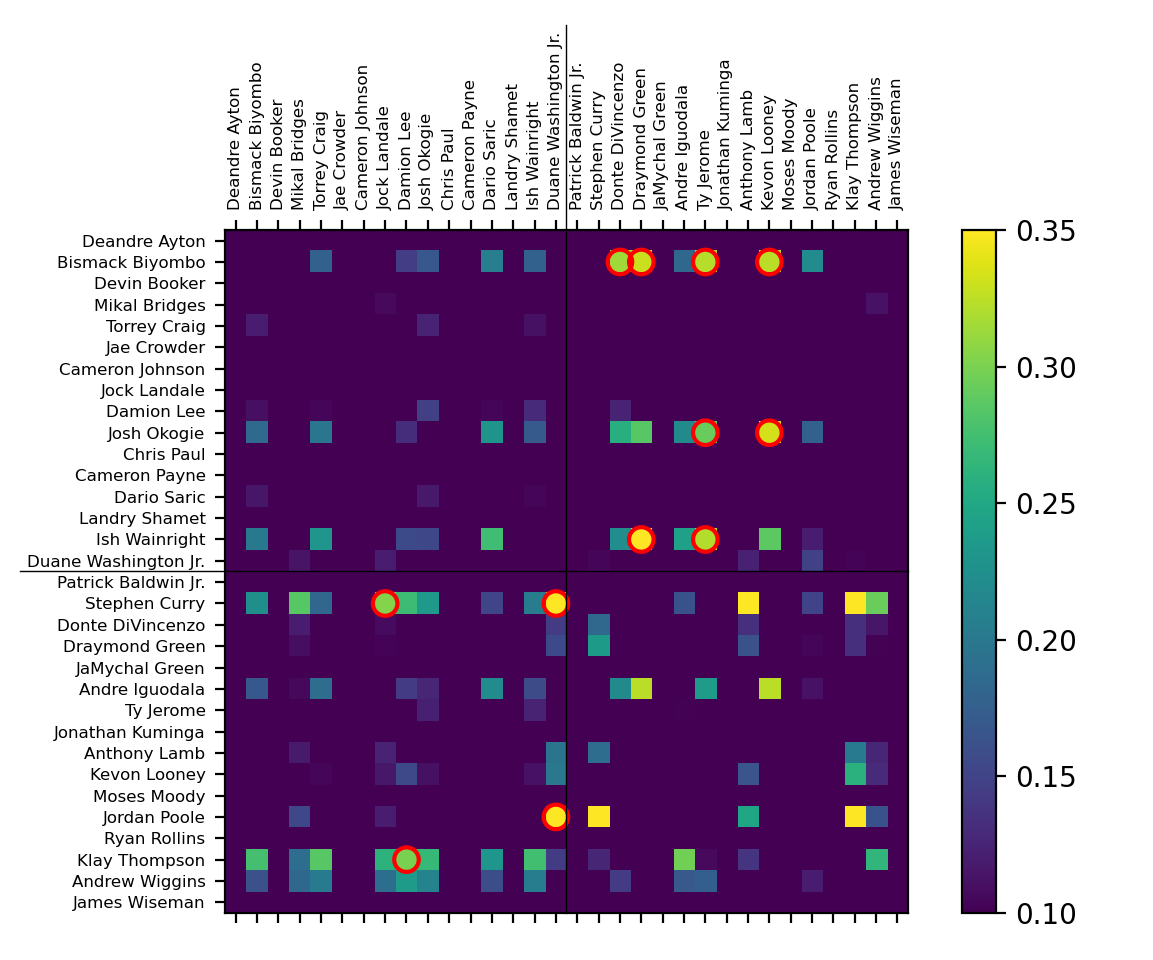 Deandre Ayton
Bismack Biyombo
Devin Booker
Mikal Bridges
Torrey Craig
Jae Crowder
Cameron Johnson
Jock Landale
Damion Lee
Josh Okogie
Chris Paul
Cameron Payne
Dario Saric
Landry Shamet
Ish Wainright
Duane Washington Jr.
Patrick Baldwin Jr.
Stephen Curry
Donte DiVincenzo
Draymond Green
JaMychal Green
Andre Iguodala
Ty Jerome
Jonathan Kuminga
Anthony Lamb
Kevon Looney
Moses Moody
Jordan Poole
Ryan Rollins
Klay Thompson
Andrew Wiggins
James Wiseman
Deandre Ayton
Bismack Biyombo
Devin Booker
Mikal Bridges
Torrey Craig
Jae Crowder
Cameron Johnson
Jock Landale
Damion Lee
Josh Okogie
Chris Paul
Cameron Payne
Dario Saric
Landry Shamet
Ish Wainright
Duane Washington Jr.
Patrick Baldwin Jr.
Stephen Curry
Donte DiVincenzo
Draymond Green
JaMychal Green
Andre Iguodala
Ty Jerome
Jonathan Kuminga
Anthony Lamb
Kevon Looney
Moses Moody
Jordan Poole
Ryan Rollins
Klay Thompson
Andrew Wiggins
James Wiseman
0.35
0.30
0.25
0.20
0.15
0.10